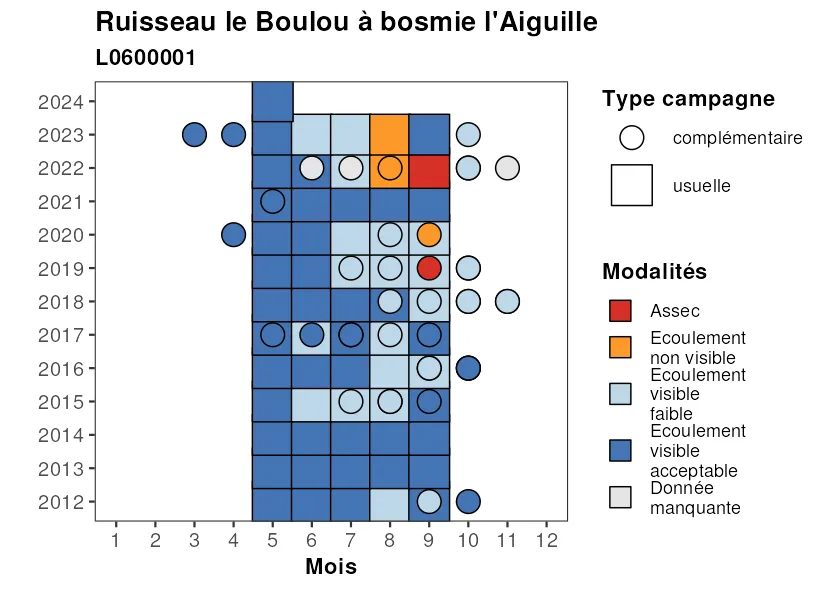 Ruisseau le Boulou à bosmie l'Aiguille
L0600001
2024
2023
2022
2021
2020
2019
2018
2017
2016
2015
2014
2013
2012
1 2 3 4 5 6 7 8 9 10 11 12
Mois
Type campagne
complémentaire
usuelle
Modalités
Assec
Ecoulement
non visible
Ecoulement
visible
faible
Ecoulement
visible
acceptable
Donnée
manquante